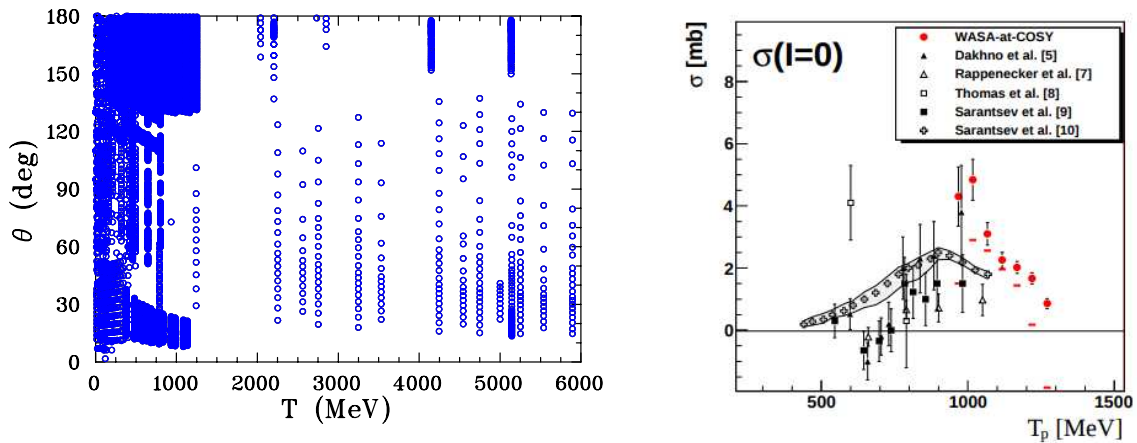 180
150
120
90
60
30
0
θ (deg)
0 1000 2000 3000 4000 5000 6000
T (MeV)
σ [mb]
8
6
4
2
0
σ(I=0)
WASA-at-COSY
Dakhno et al. [5]
Rappenecker et al. [7]
Thomas et al. [8]
Sarantsev et al. [9]
Sarantsev et al. [10]
500 1000 1500
Tp [MeV]